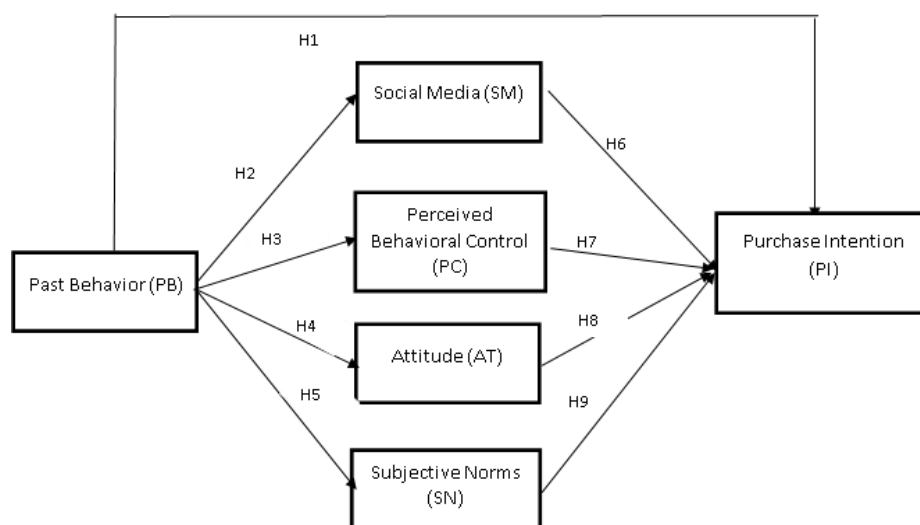 H1
Social Media (SM)
H2
H6
Perceived
Behavioral Control
(PC)
H3
H7
Purchase Intention
(PI)
Past Behavior (PB)
H4
H8
Attitude (AT)
H5
H9
Subjective Norms
(SN)